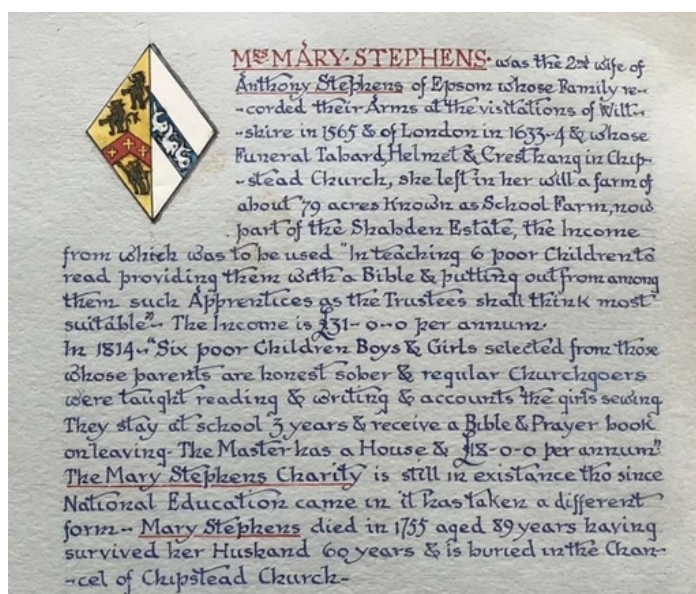 MRS MARY·STEPHENS· was the 2nd wife of
Anthony Stephens of Epsom whose Family re-
-corded their Arms at the visitations of Wilt-
-shire in 1565 & of London in 1633-4 & whose
Funeral Tabard, Helmet & Crest hang in Chip-
-stead Church, she left in her will a farm of
about 79 acres Known as School Farm, now
part of the Shabden Estate, the Income
from which was to be used "In teaching 6 poor Children to
read providing them with a Bible & putting out from among
them such Apprentices as the Trustees shall think most
suitable"- The Income is £31-0-0 per annum.
In 1814-"Six poor Children Boys & Girls selected from those
whose parents are honest sober & regular Churchgoers
were taught reading & writing & accounts the girls sewing
They stay at school 3 years & receive a Bible & Prayer book
on leaving- The Master has a House & £18-0-0 per annum"
The Mary Stephens Charity is still in existance tho since
National Education came in it has taken a different
form- Mary Stephens died in 1755 aged 89 years having
survived her Husband 60 years & is buried in the Chan-
-cel of Chipstead Church-